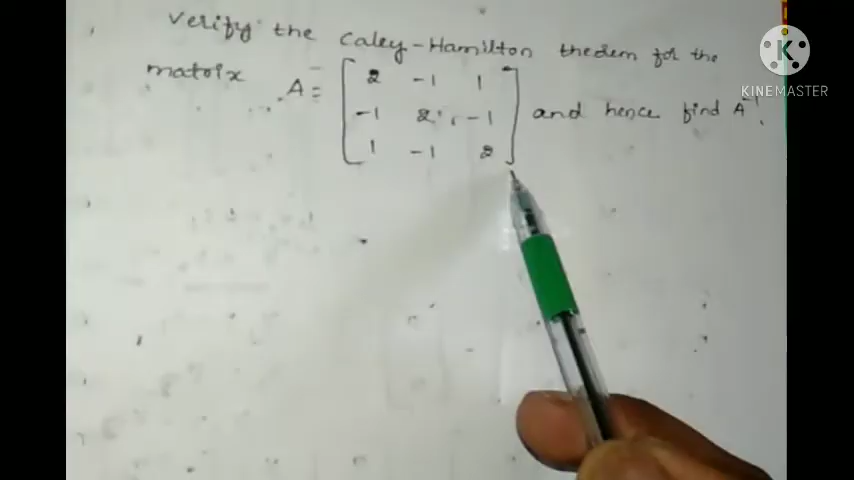 verify the Caley-Hamilton thedem for the
matrix A = [ 2 -1 1
-1 2 -1
1 -1 2 ] and hence find A⁻¹.
K
KINEMASTER